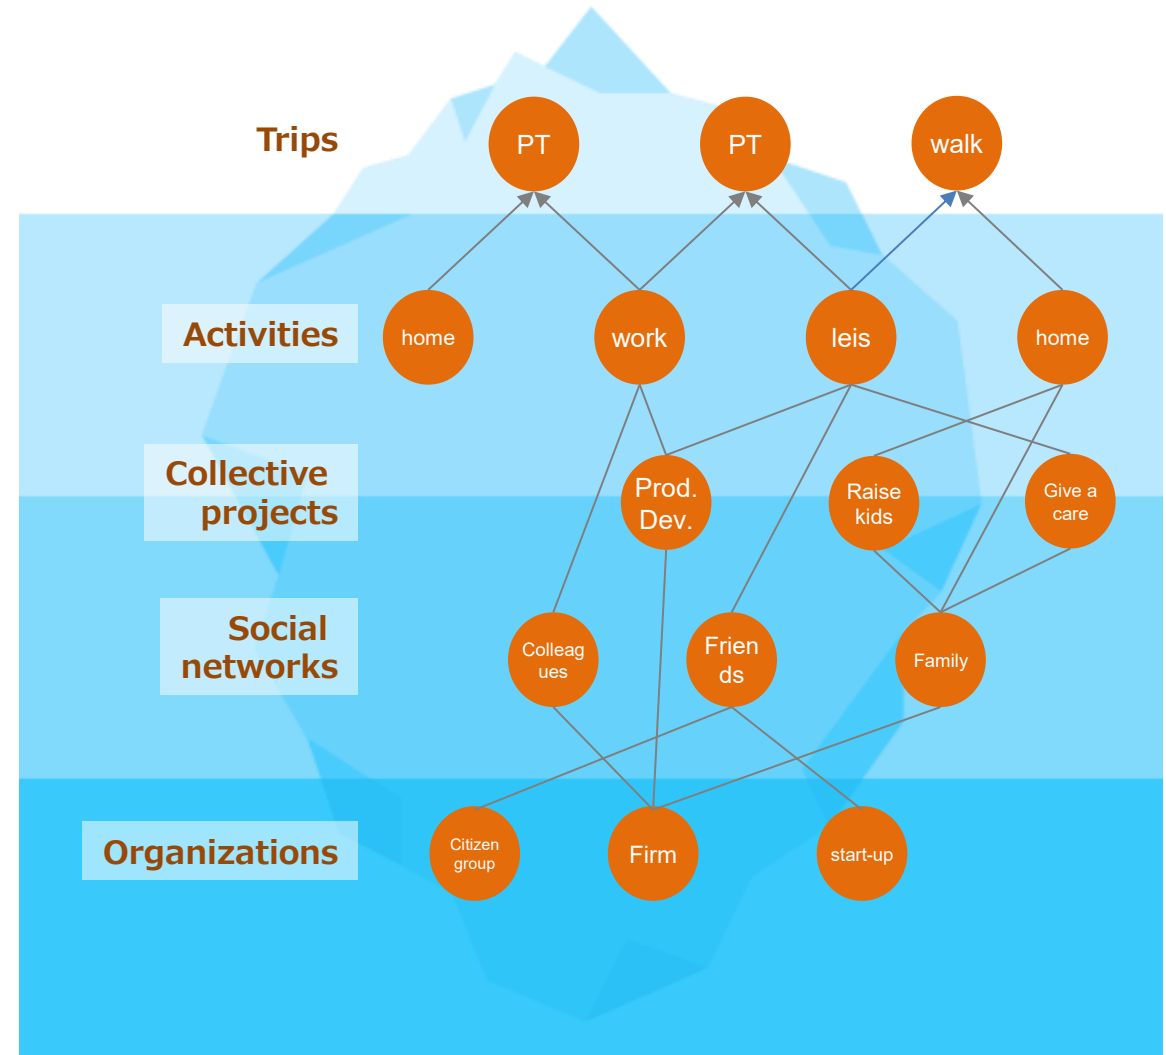 Trips
PT
PT
walk
Activities
home
work
leis
home
Collective
projects
Prod.
Dev.
Raise
kids
Give a
care
Social
networks
Colleag
ues
Frien
ds
Family
Organizations
Citizen
group
Firm
start-up